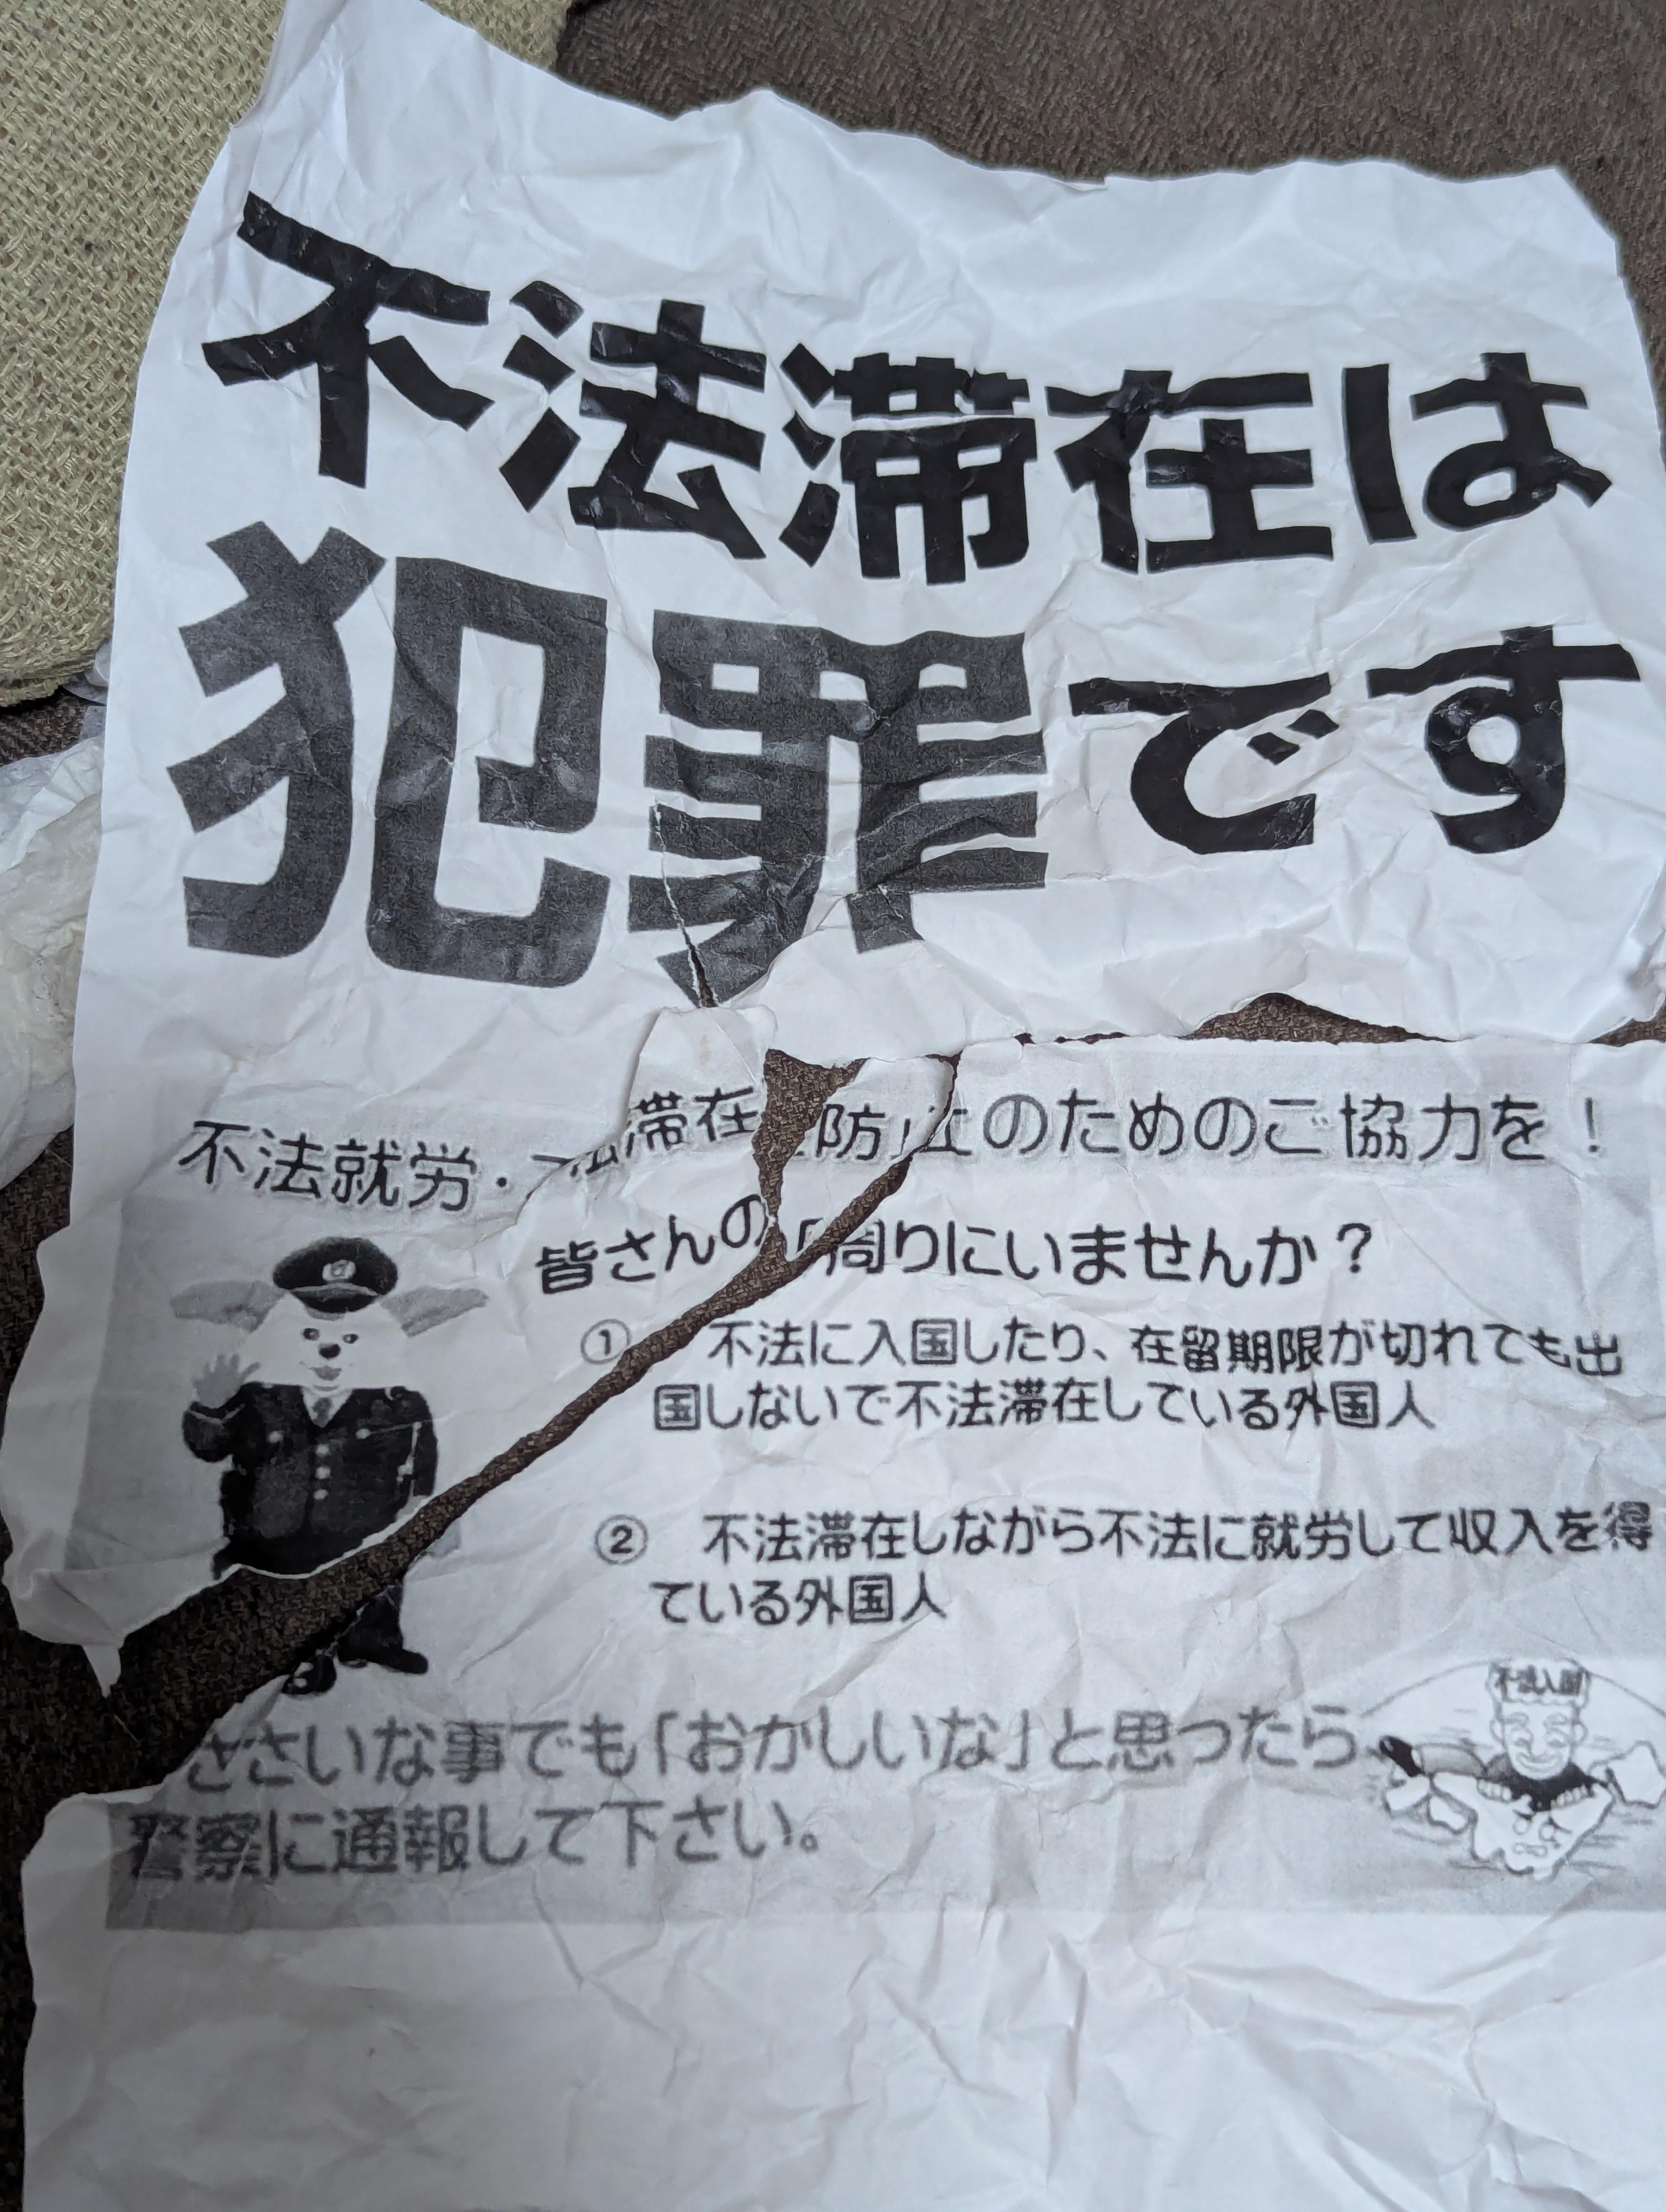 不法滞在は
犯罪です
不法就労・法滞在防止のためのご協力を！
皆さんの周りにいませんか？
① 不法に入国したり、在留期限が切れても出
国しないで不法滞在している外国人
② 不法滞在しながら不法に就労して収入を得
ている外国人
不法入国
ささいな事でも「おかしいな」と思ったら
警察に通報して下さい。